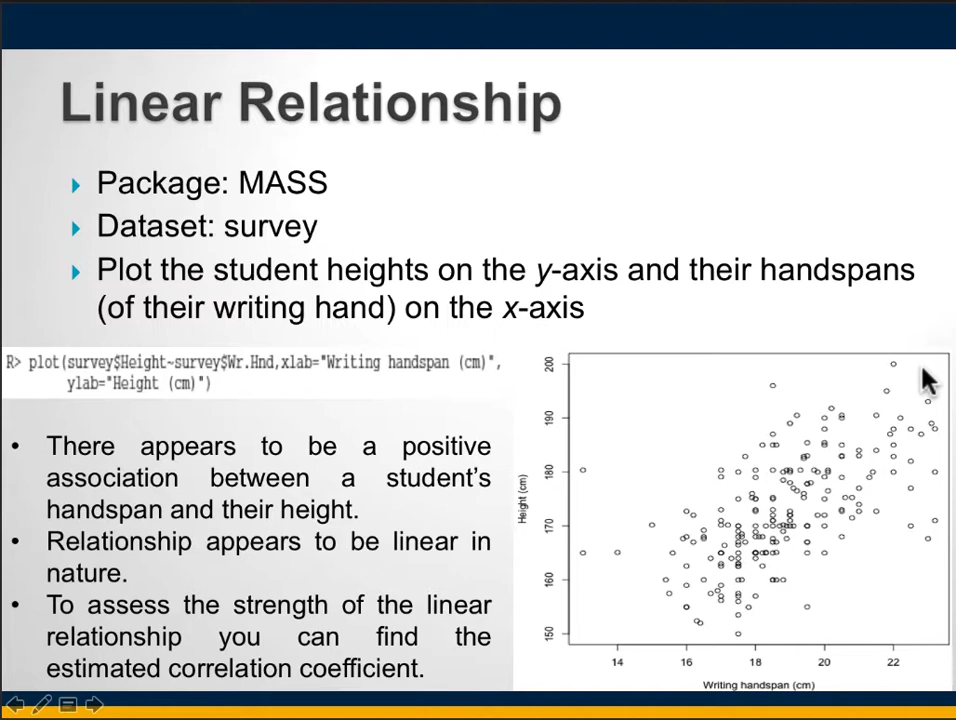 Linear Relationship
Package: MASS
Dataset: survey
Plot the student heights on the y-axis and their handspans
(of their writing hand) on the x-axis
R> plot(survey$Height~survey$Wr.Hnd,xlab="Writing handspan (cm)",
ylab="Height (cm)")
• There appears to be a positive
association between a student’s
handspan and their height.
• Relationship appears to be linear in
nature.
• To assess the strength of the linear
relationship you can find the
estimated correlation coefficient.
Height (cm)
200
190
180
170
160
150
14 16 18 20 22
Writing handspan (cm)